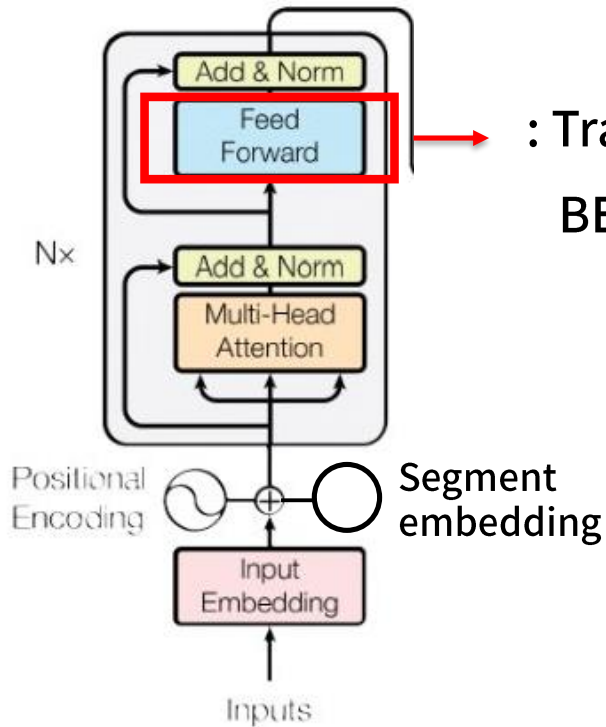 Add & Norm
Feed
Forward
: Tra
BE
Nx
Add & Norm
Multi-Head
Attention
Positional
Encoding
Segment
embedding
Input
Embedding
Inputs